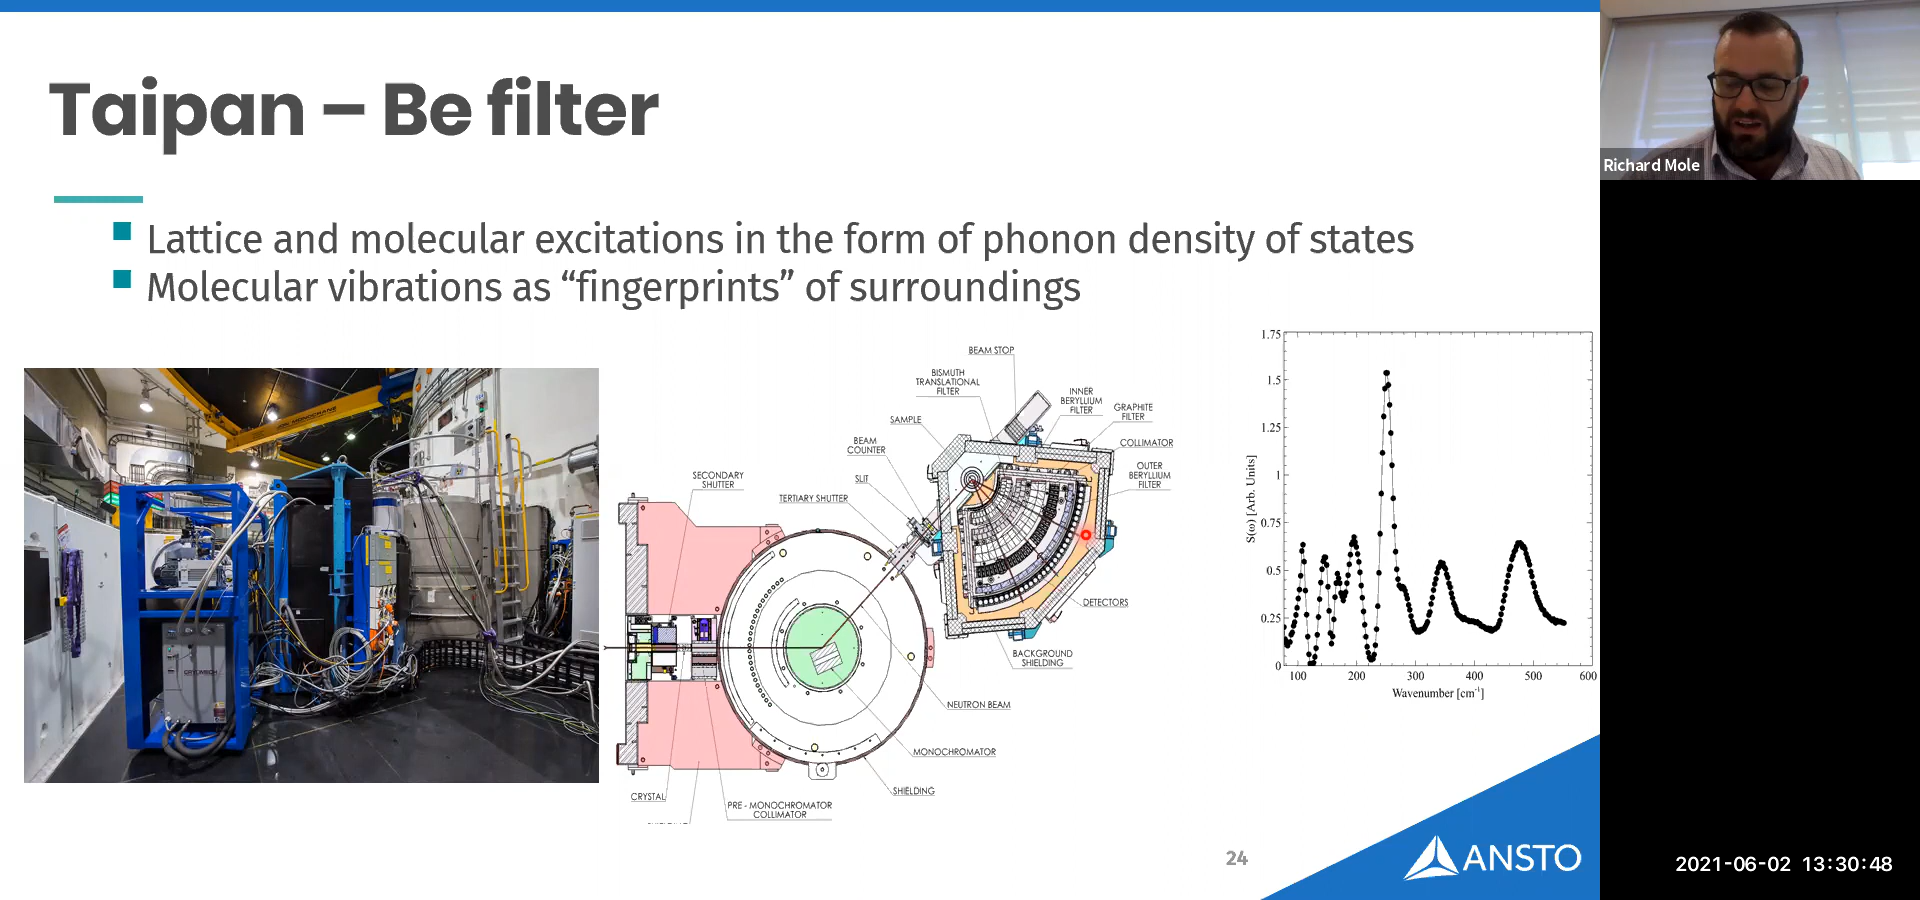 Taipan – Be filter
Lattice and molecular excitations in the form of phonon density of states
Molecular vibrations as “fingerprints” of surroundings
BEAM STOP
BISMUTH
TRANSLATIONAL
FILTER
INNER
BERYLLIUM
FILTER
GRAPHITE
FILTER
SAMPLE
COLLIMATOR
BEAM
COUNTER
OUTER
BERYLLIUM
FILTER
SECONDARY
SHUTTER
SLIT
TERTIARY SHUTTER
DETECTORS
BACKGROUND
SHIELDING
NEUTRON BEAM
MONOCHROMATOR
SHIELDING
CRYSTAL
PRE - MONOCHROMATOR
COLLIMATOR
1.75
1.5
1.25
1
0.75
0.5
0.25
0
S(ω) [Arb. Units]
100 200 300 400 500 600
Wavenumber [cm⁻¹]
24
ANSTO
Richard Mole
2021-06-02 13:30:48